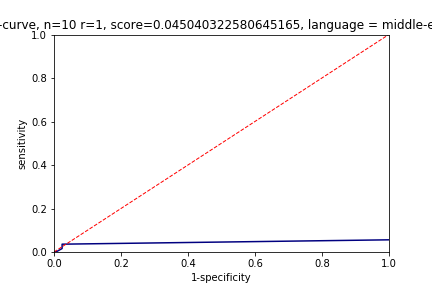 -curve, n=10 r=1, score=0.045040322580645165, language = middle-e
1.0
0.8
0.6
0.4
0.2
0.0
sensitivity
0.0 0.2 0.4 0.6 0.8 1.0
1-specificity